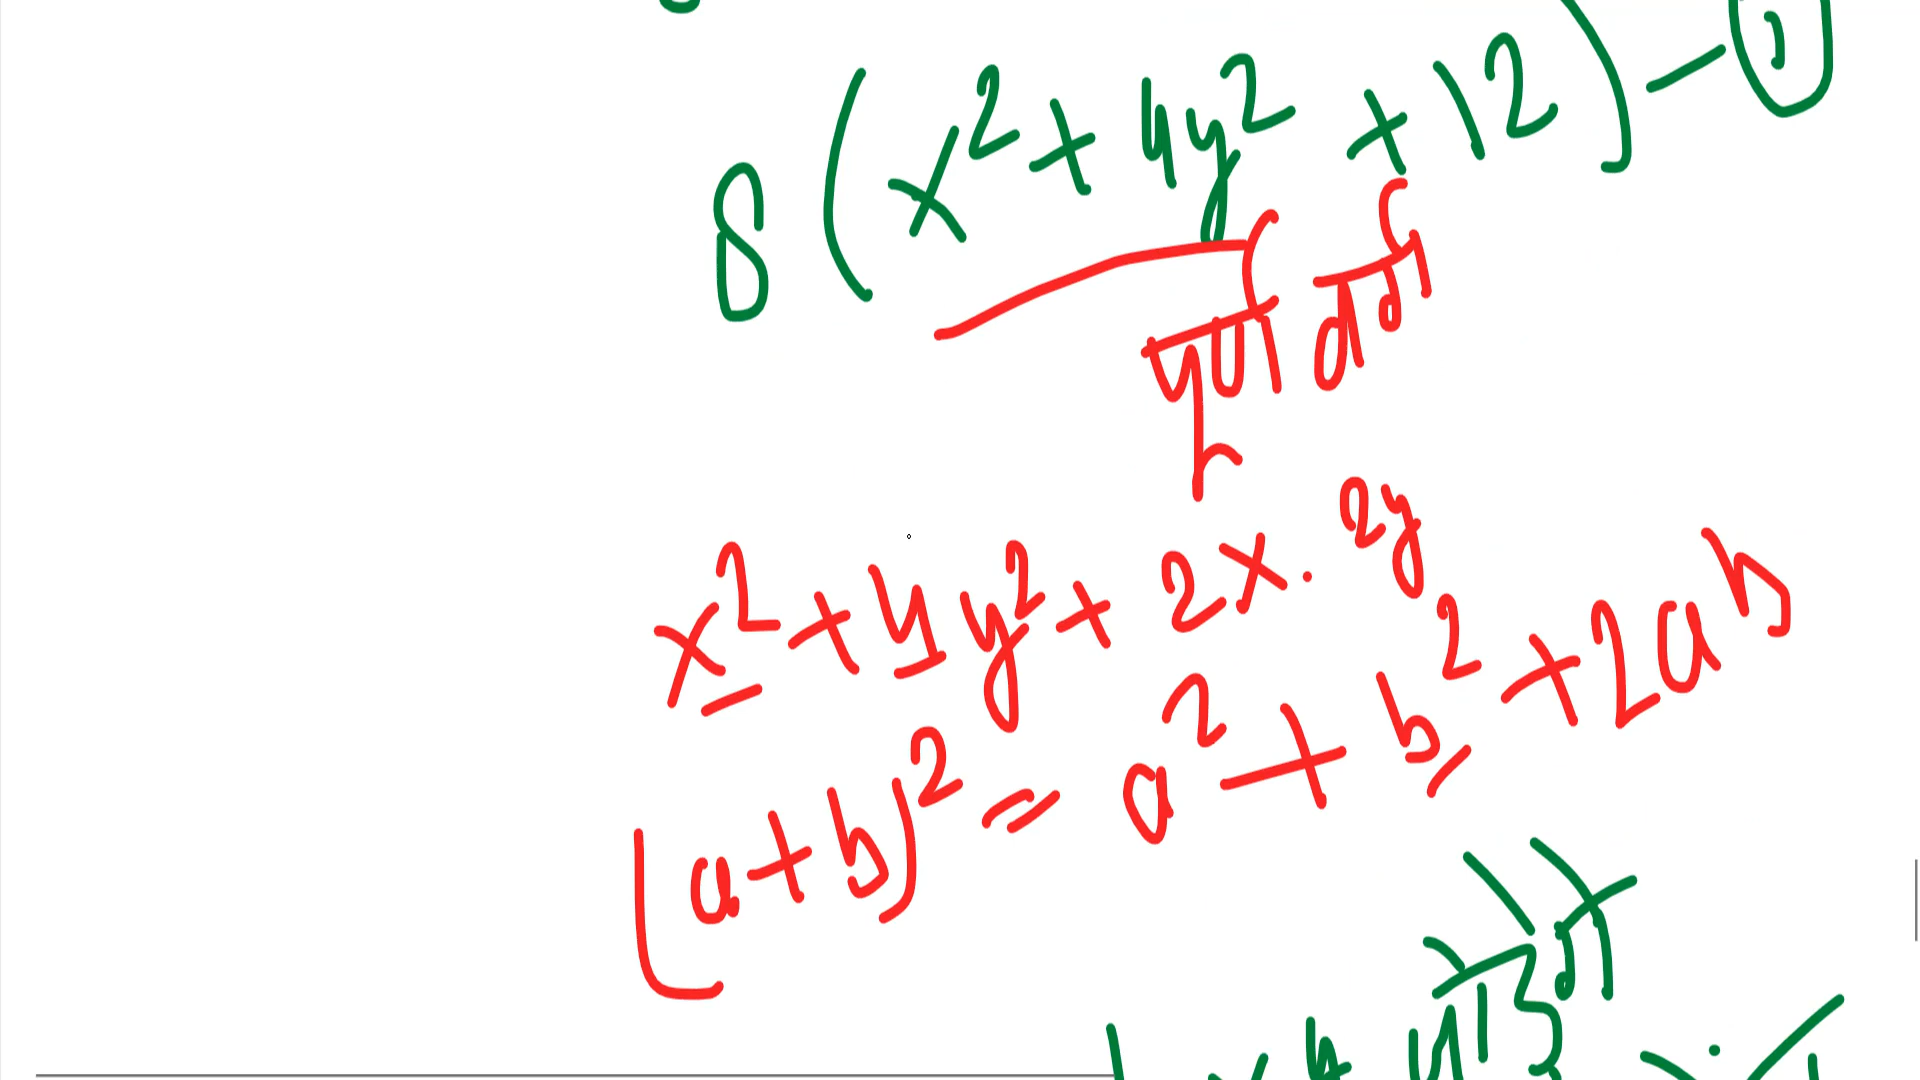 8 (x² + 4y² + 12) – ①
पूर्ण वर्ग
x² + 4y² + 2x . 2y
(a+b)² = a² + b² + 2ab